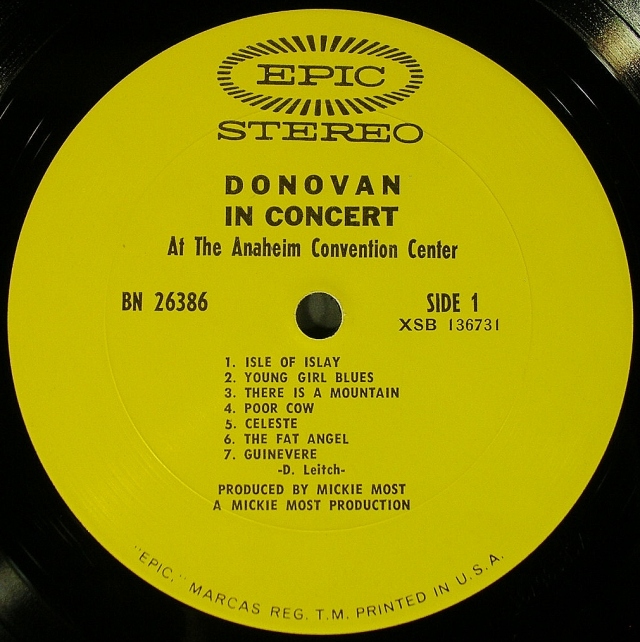 EPIC
STEREO
DONOVAN
IN CONCERT
At The Anaheim Convention Center
BN 26386
SIDE 1
XSB 136731
1. ISLE OF ISLAY
2. YOUNG GIRL BLUES
3. THERE IS A MOUNTAIN
4. POOR COW
5. CELESTE
6. THE FAT ANGEL
7. GUINEVERE
-D. Leitch-
PRODUCED BY MICKIE MOST
A MICKIE MOST PRODUCTION
"EPIC," MARCAS REG. T.M. PRINTED IN U.S.A.